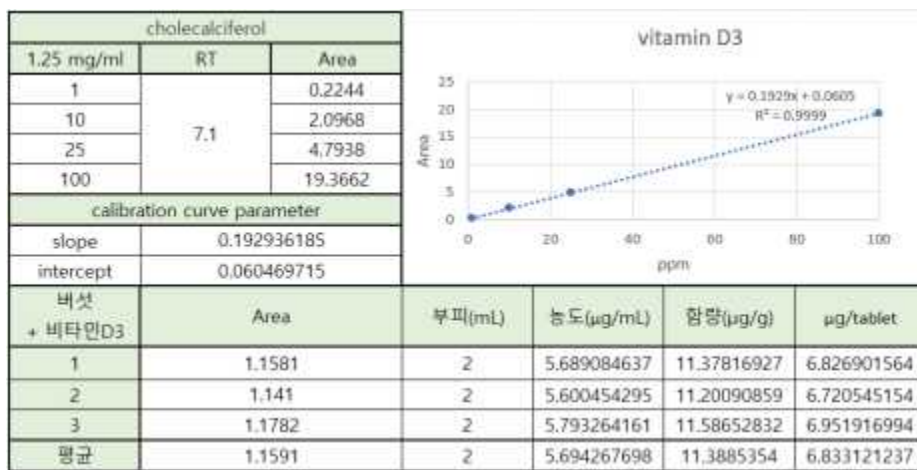 cholecalciferol
1.25 mg/ml RT Area
1 7.1 0.2244
10 2.0968
25 4.7938
100 19.3662
calibration curve parameter
slope 0.192936185
intercept 0.060469715
vitamin D3
y = 0.1929x + 0.0605
R² = 0.9999
Area
25
20
15
10
5
0
0 20 40 60 80 100
ppm
버섯
+ 비타민D3 Area 부피(mL) 농도(μg/mL) 함량(μg/g) μg/tablet
1 1.1581 2 5.689084637 11.37816927 6.826901564
2 1.141 2 5.600454295 11.20090859 6.720545154
3 1.1782 2 5.793264161 11.58652832 6.951916994
평균 1.1591 2 5.694267698 11.3885354 6.833121237